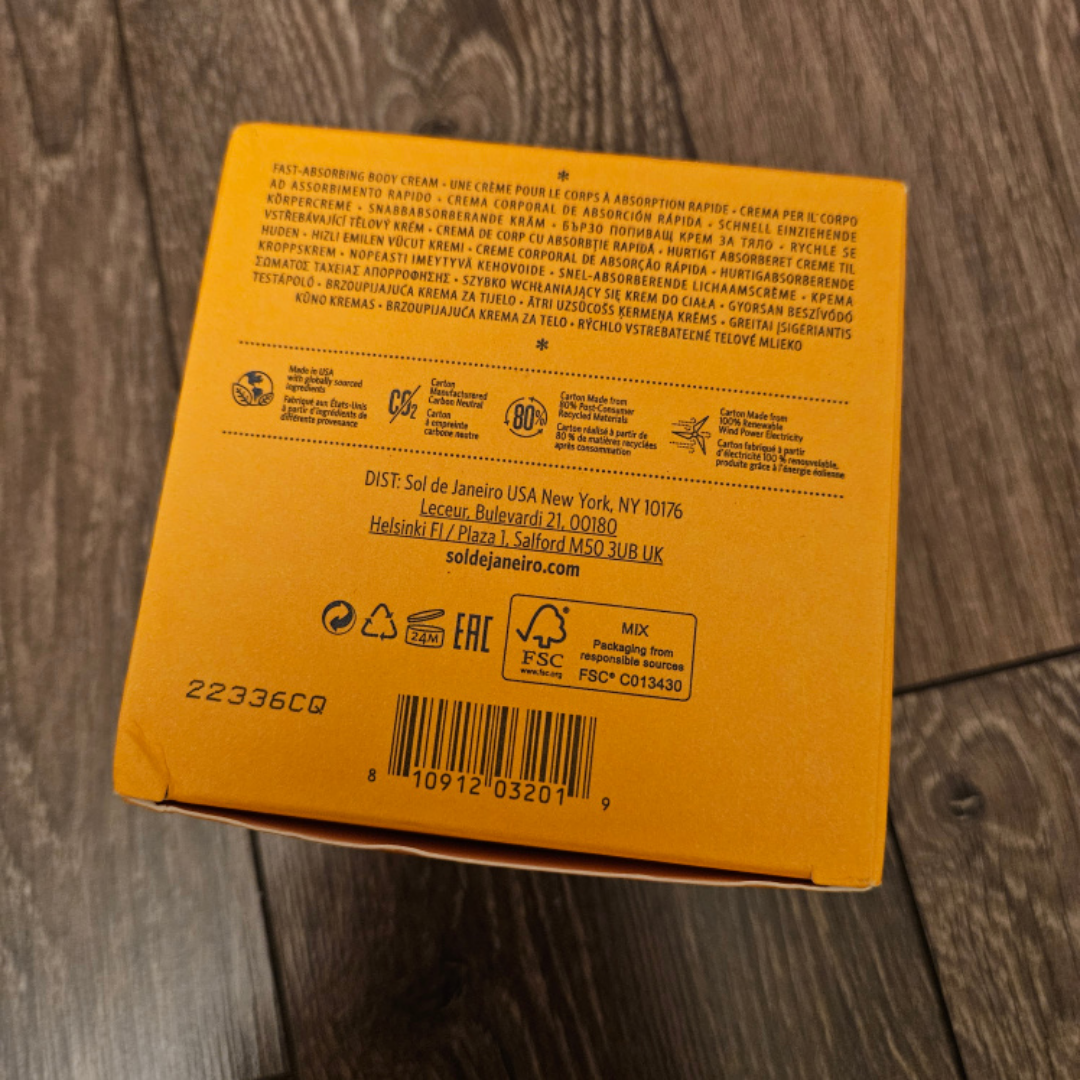 *
FAST-ABSORBING BODY CREAM • UNE CRÈME POUR LE CORPS À ABSORPTION RAPIDE • CREMA PER IL CORPO
AD ASSORBIMENTO RAPIDO • CREMA CORPORAL DE ABSORCIÓN RÁPIDA • SCHNELL EINZIEHENDE
KÖRPERCREME • SNABBABSORBERANDE KRÄM • БЪРЗО ПОПИВАЩ КРЕМ ЗА ТЯЛО • RYCHLE SE
VSTŘEBÁVAJÍCÍ TĚLOVÝ KRÉM • CREMĂ DE CORP CU ABSORBȚIE RAPIDĂ • HURTIGT ABSORBERET CREME TIL
HUDEN • HIZLI EMILEN VÜCUT KREMI • CREME CORPORAL DE ABSORÇÃO RÁPIDA • HURTIGABSORBERENDE
KROPPSKREM • NOPEASTI IMEYTYVÄ KEHOVOIDE • SNEL-ABSORBERENDE LICHAAMSCRÈME • ΚΡΕΜΑ
ΣΩΜΑΤΟΣ ΤΑΧΕΙΑΣ ΑΠΟΡΡΟΦΗΣΗΣ • SZYBKO WCHŁANIAJĄCY SIĘ KREM DO CIAŁA • GYORSAN BESZÍVÓDÓ
TESTÁPOLÓ • BRZOUPIJAJUĆA KREMA ZA TIJELO • ĀTRI UZSŪCOŠS ĶERMEŅA KRĒMS • GREITAI ĮSIGERIANTIS
KŪNO KREMAS • BRZOUPIJAJUĆA KREMA ZA TELO • RÝCHLO VSTREBATEĽNÉ TELOVÉ MLIEKO
*
Made in USA
with globally sourced
ingredients
Fabriqué aux États-Unis
à partir d'ingrédients de
différents provenance
CO2
Carton
Manufactured
Carbon Neutral
Carton
à empreinte
carbone neutre
80%
Carton Made from
80% Post-Consumer
Recycled Materials
Carton réalisé à partir de
80 % de matières recyclées
après consommation
Carton Made from
100% Renewable
Wind Power Electricity
Carton fabriqué à partir
d'électricité 100 % renouvelable,
produite grâce à l'énergie éolienne
DIST: Sol de Janeiro USA New York, NY 10176
Leceur, Bulevardi 21, 00180
Helsinki FI / Plaza 1, Salford M50 3UB UK
soldejaneiro.com
24M
EAC
FSC
www.fsc.org
MIX
Packaging from
responsible sources
FSC® C013430
22336CQ
8 10912 03201 9